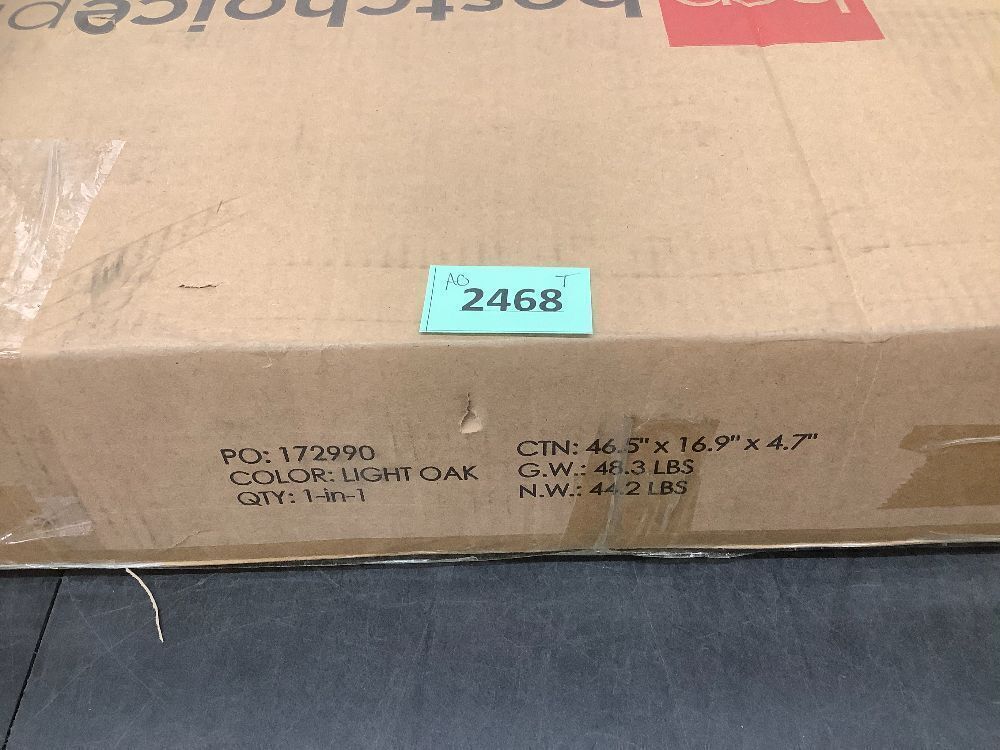 bcp bestchoicep
AO T
2468
PO: 172990
COLOR: LIGHT OAK
QTY: 1-in-1
CTN: 46.5" x 16.9" x 4.7"
G.W.: 48.3 LBS
N.W.: 44.2 LBS